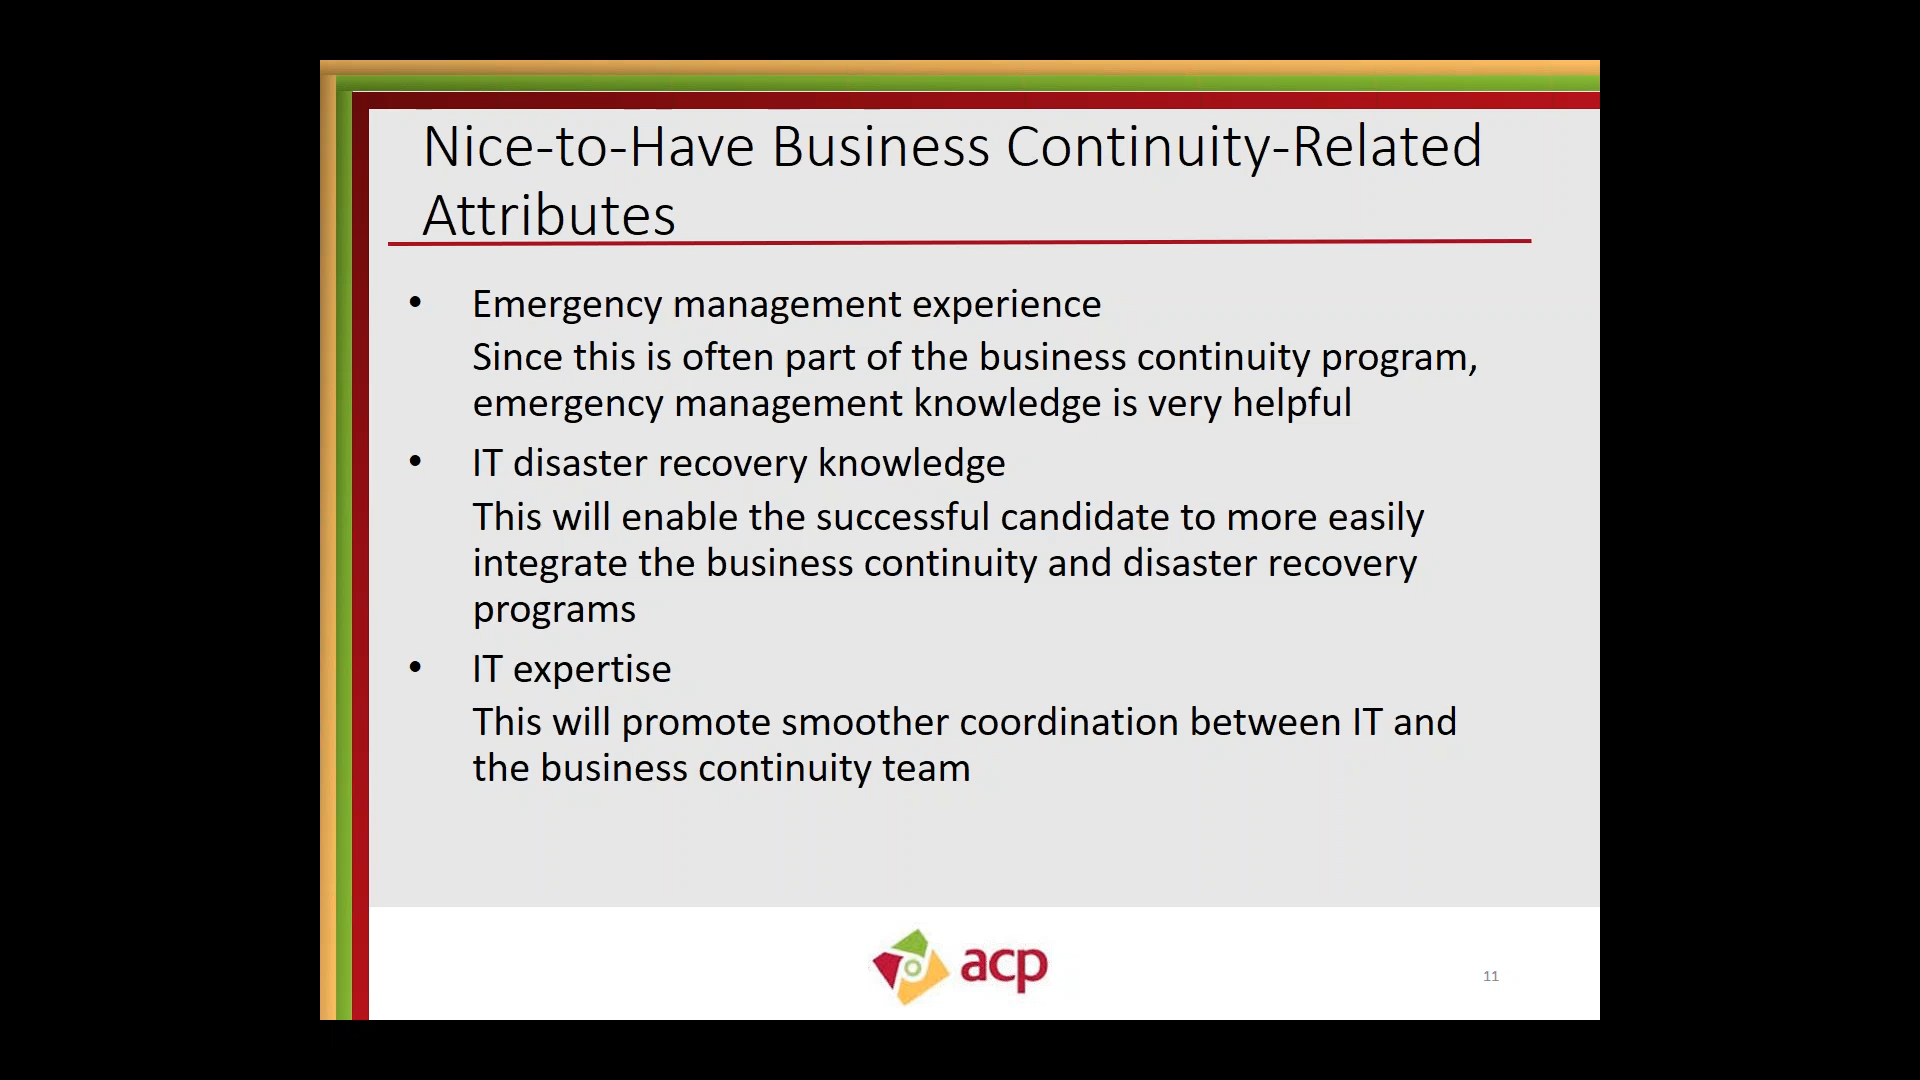 Nice-to-Have Business Continuity-Related
Attributes
• Emergency management experience
Since this is often part of the business continuity program,
emergency management knowledge is very helpful
• IT disaster recovery knowledge
This will enable the successful candidate to more easily
integrate the business continuity and disaster recovery
programs
• IT expertise
This will promote smoother coordination between IT and
the business continuity team
acp
11